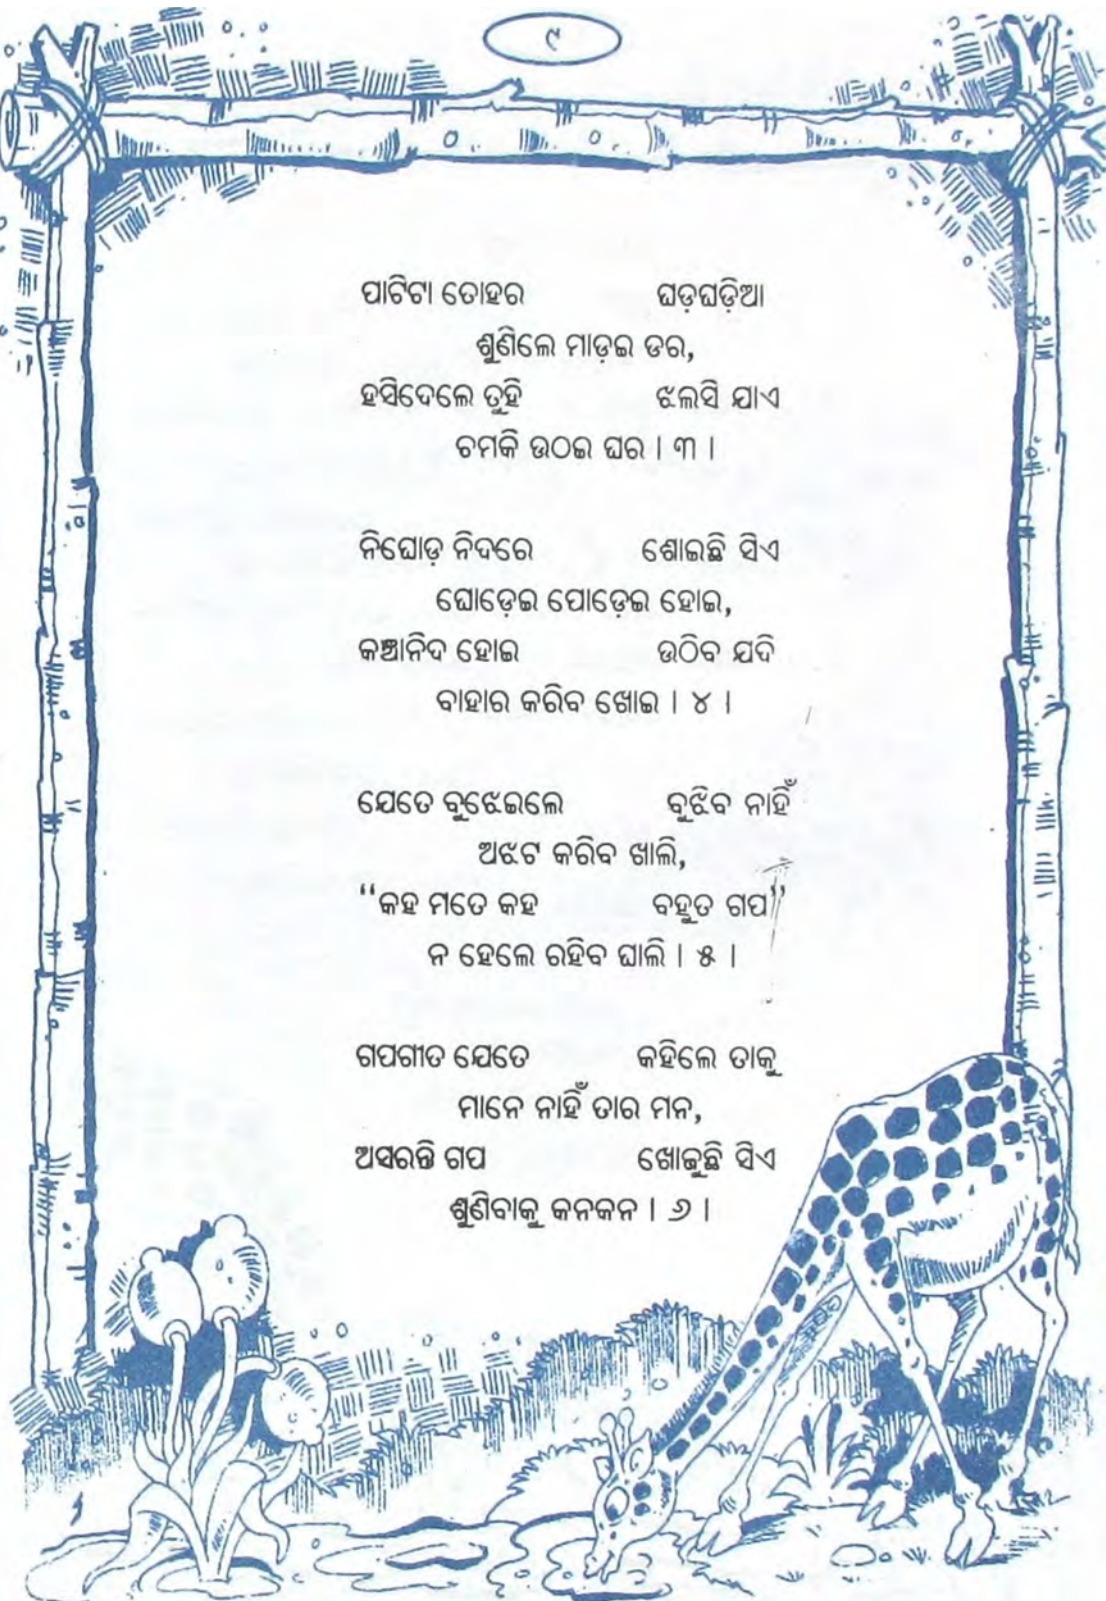 ୯
ପାଟିଟା ତୋହର ଘଡ଼ଘଡ଼ିଆ
ଶୁଣିଲେ ମାଡ଼ଇ ଡର,
ହସିଦେଲେ ତୁହି ଝଲସି ଯାଏ
ଚମକି ଉଠଇ ଘର । ୩ ।
ନିଘୋଡ଼ ନିଦରେ ଶୋଇଛି ସିଏ
ଘୋଡ଼େଇ ପୋଡ଼େଇ ହୋଇ,
କଞ୍ଚାନିଦ ହୋଇ ଉଠିବ ଯଦି
ବାହାର କରିବ ଖୋଇ । ୪ ।
ଯେତେ ବୁଝେଇଲେ ବୁଝିବ ନାହିଁ
ଅଝଟ କରିବ ଖାଲି,
“କହ ମତେ କହ ବହୁତ ଗପ”
ନ ହେଲେ ରହିବ ଘାଲି । ୫ ।
ଗପଗୀତ ଯେତେ କହିଲେ ତାକୁ
ମାନେ ନାହିଁ ତାର ମନ,
ଅସରନ୍ତି ଗପ ଖୋଜୁଛି ସିଏ
ଶୁଣିବାକୁ କନକନ । ୬ ।